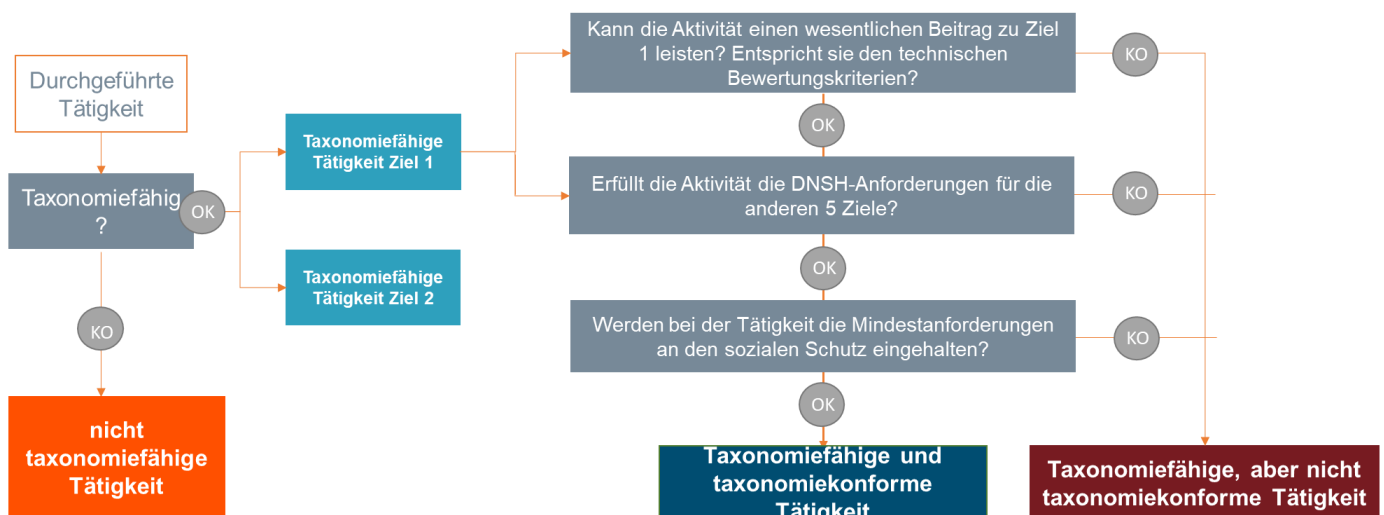 Durchgeführte
Tätigkeit
Taxonomiefähig
?
OK
KO
nicht
taxonomiefähige
Tätigkeit
Taxonomiefähige
Tätigkeit Ziel 1
Taxonomiefähige
Tätigkeit Ziel 2
Kann die Aktivität einen wesentlichen Beitrag zu Ziel
1 leisten? Entspricht sie den technischen
Bewertungskriterien?
KO
OK
Erfüllt die Aktivität die DNSH-Anforderungen für die
anderen 5 Ziele?
KO
OK
Werden bei der Tätigkeit die Mindestanforderungen
an den sozialen Schutz eingehalten?
KO
OK
Taxonomiefähige und
taxonomiekonforme
Tätigkeit
Taxonomiefähige, aber nicht
taxonomiekonforme Tätigkeit